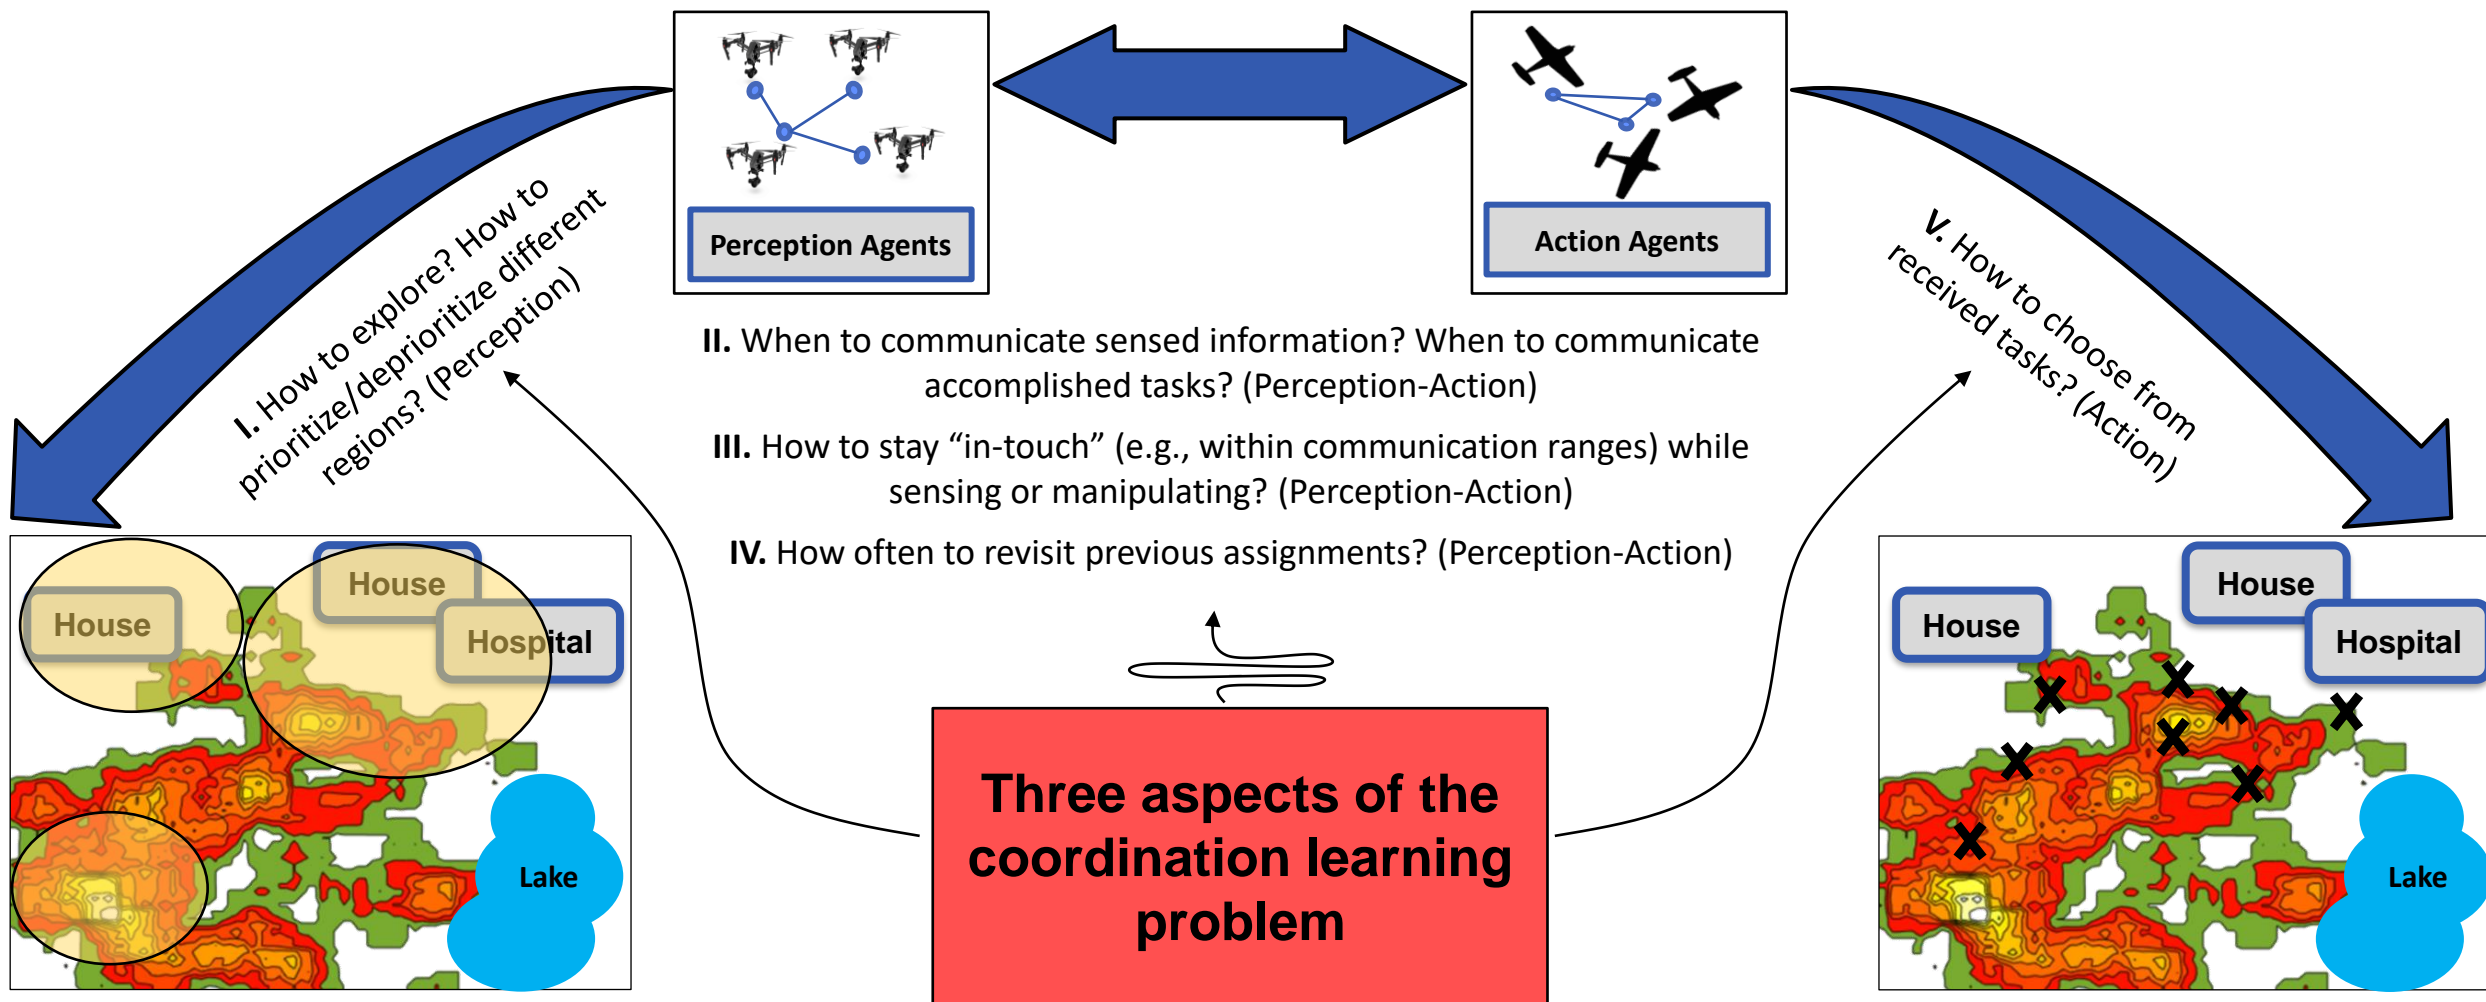 Perception Agents
Action Agents
I. How to explore? How to
prioritize/deprioritize different
regions? (Perception)
II. When to communicate sensed information? When to communicate
accomplished tasks? (Perception-Action)
III. How to stay “in-touch” (e.g., within communication ranges) while
sensing or manipulating? (Perception-Action)
IV. How often to revisit previous assignments? (Perception-Action)
V. How to choose from
received tasks? (Action)
House
House
Hospital
Lake
Three aspects of the
coordination learning
problem
House
House
Hospital
Lake